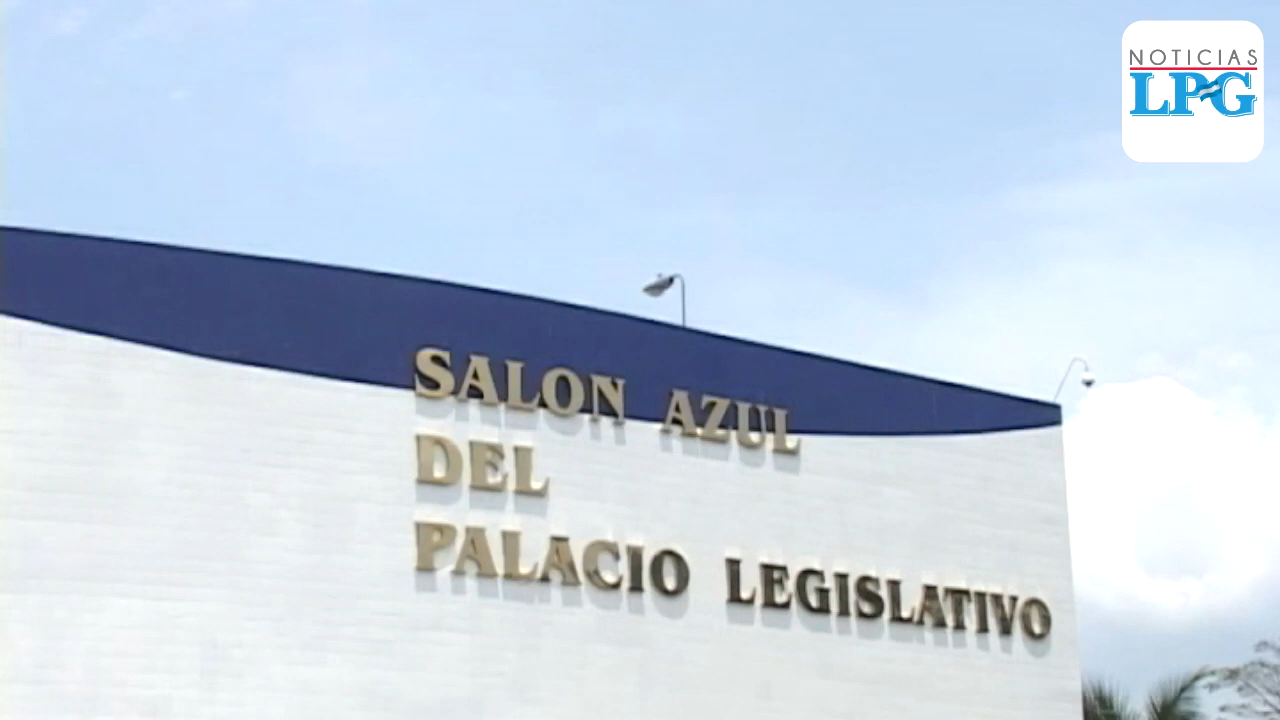 NOTICIAS
LPG
SALON AZUL
DEL
PALACIO LEGISLATIVO